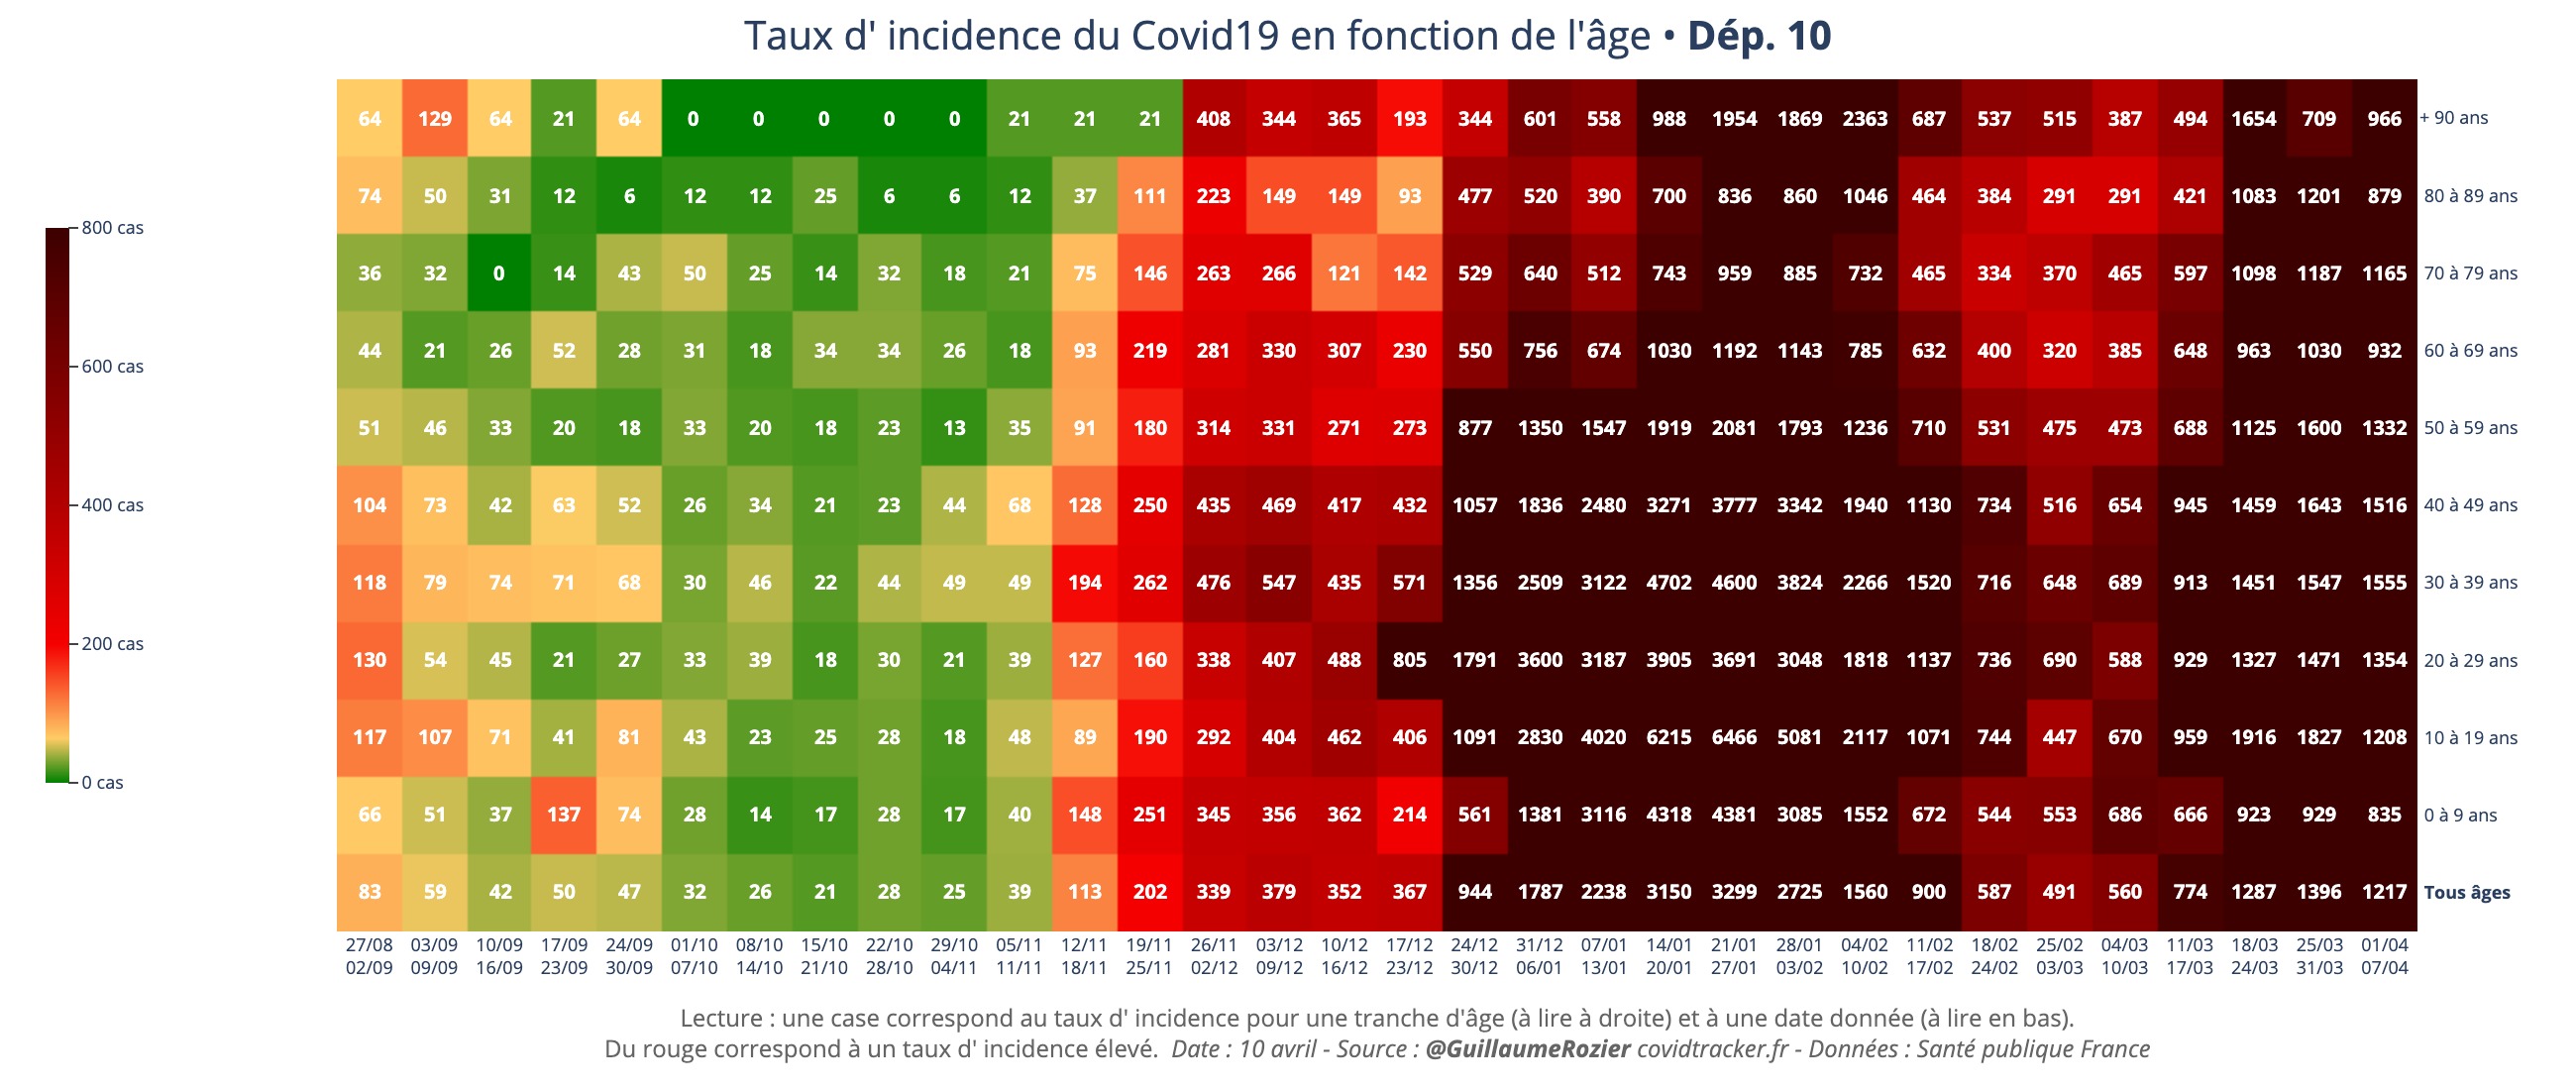 Taux d' incidence du Covid19 en fonction de l'âge • Dép. 10
800 cas
600 cas
400 cas
200 cas
0 cas
64 129 64 21 64 0 0 0 0 0 21 21 21 408 344 365 193 344 601 558 988 1954 1869 2363 687 537 515 387 494 1654 709 966 + 90 ans
74 50 31 12 6 12 12 25 6 6 12 37 111 223 149 149 93 477 520 390 700 836 860 1046 464 384 291 291 421 1083 1201 879 80 à 89 ans
36 32 0 14 43 50 25 14 32 18 21 75 146 263 266 121 142 529 640 512 743 959 885 732 465 334 370 465 597 1098 1187 1165 70 à 79 ans
44 21 26 52 28 31 18 34 34 26 18 93 219 281 330 307 230 550 756 674 1030 1192 1143 785 632 400 320 385 648 963 1030 932 60 à 69 ans
51 46 33 20 18 33 20 18 23 13 35 91 180 314 331 271 273 877 1350 1547 1919 2081 1793 1236 710 531 475 473 688 1125 1600 1332 50 à 59 ans
104 73 42 63 52 26 34 21 23 44 68 128 250 435 469 417 432 1057 1836 2480 3271 3777 3342 1940 1130 734 516 654 945 1459 1643 1516 40 à 49 ans
118 79 74 71 68 30 46 22 44 49 49 194 262 476 547 435 571 1356 2509 3122 4702 4600 3824 2266 1520 716 648 689 913 1451 1547 1555 30 à 39 ans
130 54 45 21 27 33 39 18 30 21 39 127 160 338 407 488 805 1791 3600 3187 3905 3691 3048 1818 1137 736 690 588 929 1327 1471 1354 20 à 29 ans
117 107 71 41 81 43 23 25 28 18 48 89 190 292 404 462 406 1091 2830 4020 6215 6466 5081 2117 1071 744 447 670 959 1916 1827 1208 10 à 19 ans
66 51 37 137 74 28 14 17 28 17 40 148 251 345 356 362 214 561 1381 3116 4318 4381 3085 1552 672 544 553 686 666 923 929 835 0 à 9 ans
83 59 42 50 47 32 26 21 28 25 39 113 202 339 379 352 367 944 1787 2238 3150 3299 2725 1560 900 587 491 560 774 1287 1396 1217 Tous âges
27/08 03/09 10/09 17/09 24/09 01/10 08/10 15/10 22/10 29/10 05/11 12/11 19/11 26/11 03/12 10/12 17/12 24/12 31/12 07/01 14/01 21/01 28/01 04/02 11/02 18/02 25/02 04/03 11/03 18/03 25/03 01/04
02/09 09/09 16/09 23/09 30/09 07/10 14/10 21/10 28/10 04/11 11/11 18/11 25/11 02/12 09/12 16/12 23/12 30/12 06/01 13/01 20/01 27/01 03/02 10/02 17/02 24/02 03/03 10/03 17/03 24/03 31/03 07/04
Lecture : une case correspond au taux d' incidence pour une tranche d'âge (à lire à droite) et à une date donnée (à lire en bas).
Du rouge correspond à un taux d' incidence élevé. Date : 10 avril - Source : @GuillaumeRozier covidtracker.fr - Données : Santé publique France